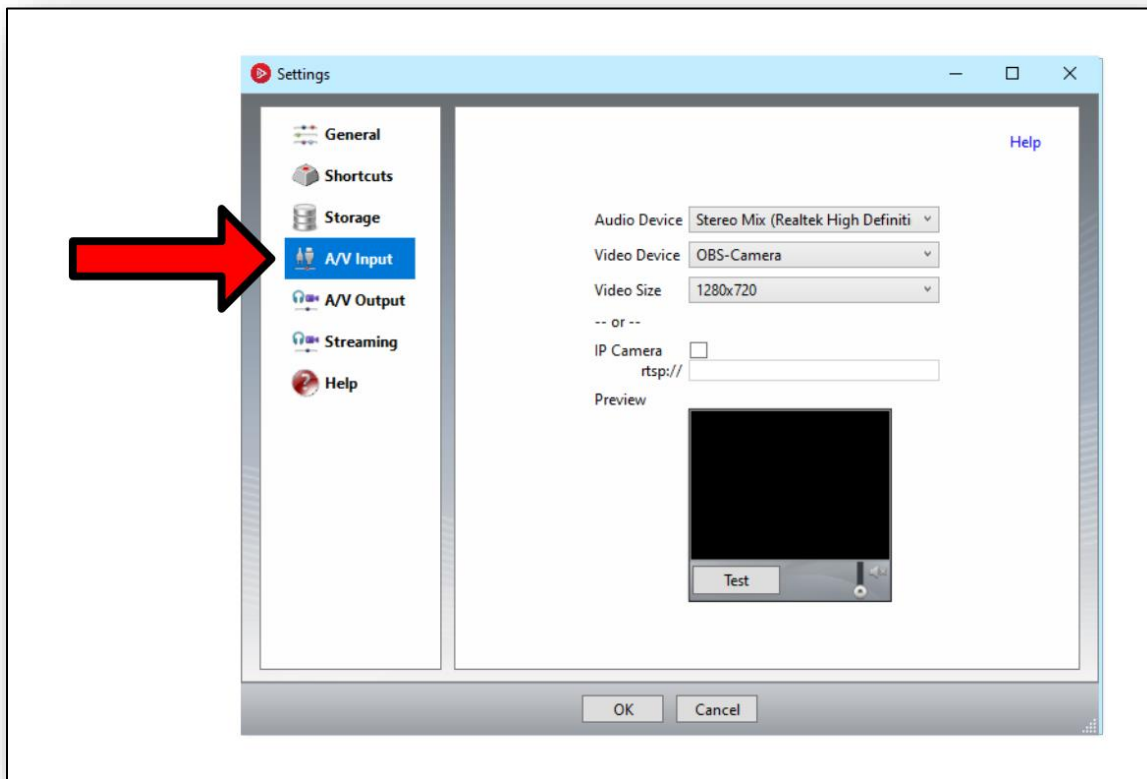 Settings
General
Shortcuts
Storage
A/V Input
A/V Output
Streaming
Help
Help
Audio Device Stereo Mix (Realtek High Definiti
Video Device OBS-Camera
Video Size 1280x720
-- or --
IP Camera
rtsp://
Preview
Test
OK Cancel